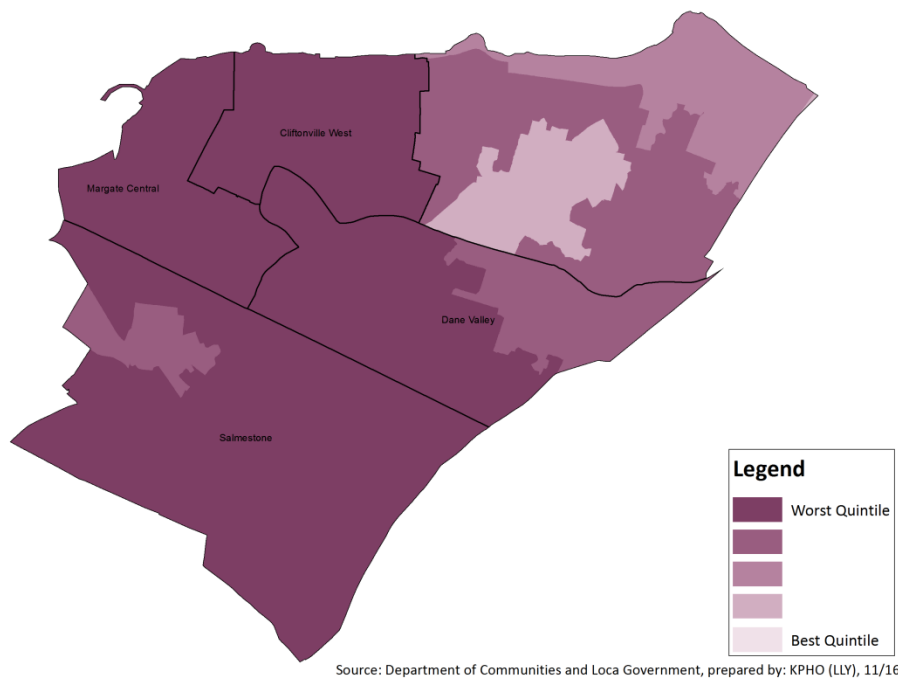 Cliftonville West
Margate Central
Dane Valley
Salmestone
Legend
Worst Quintile
Best Quintile
Source: Department of Communities and Loca Government, prepared by: KPHO (LLY), 11/16